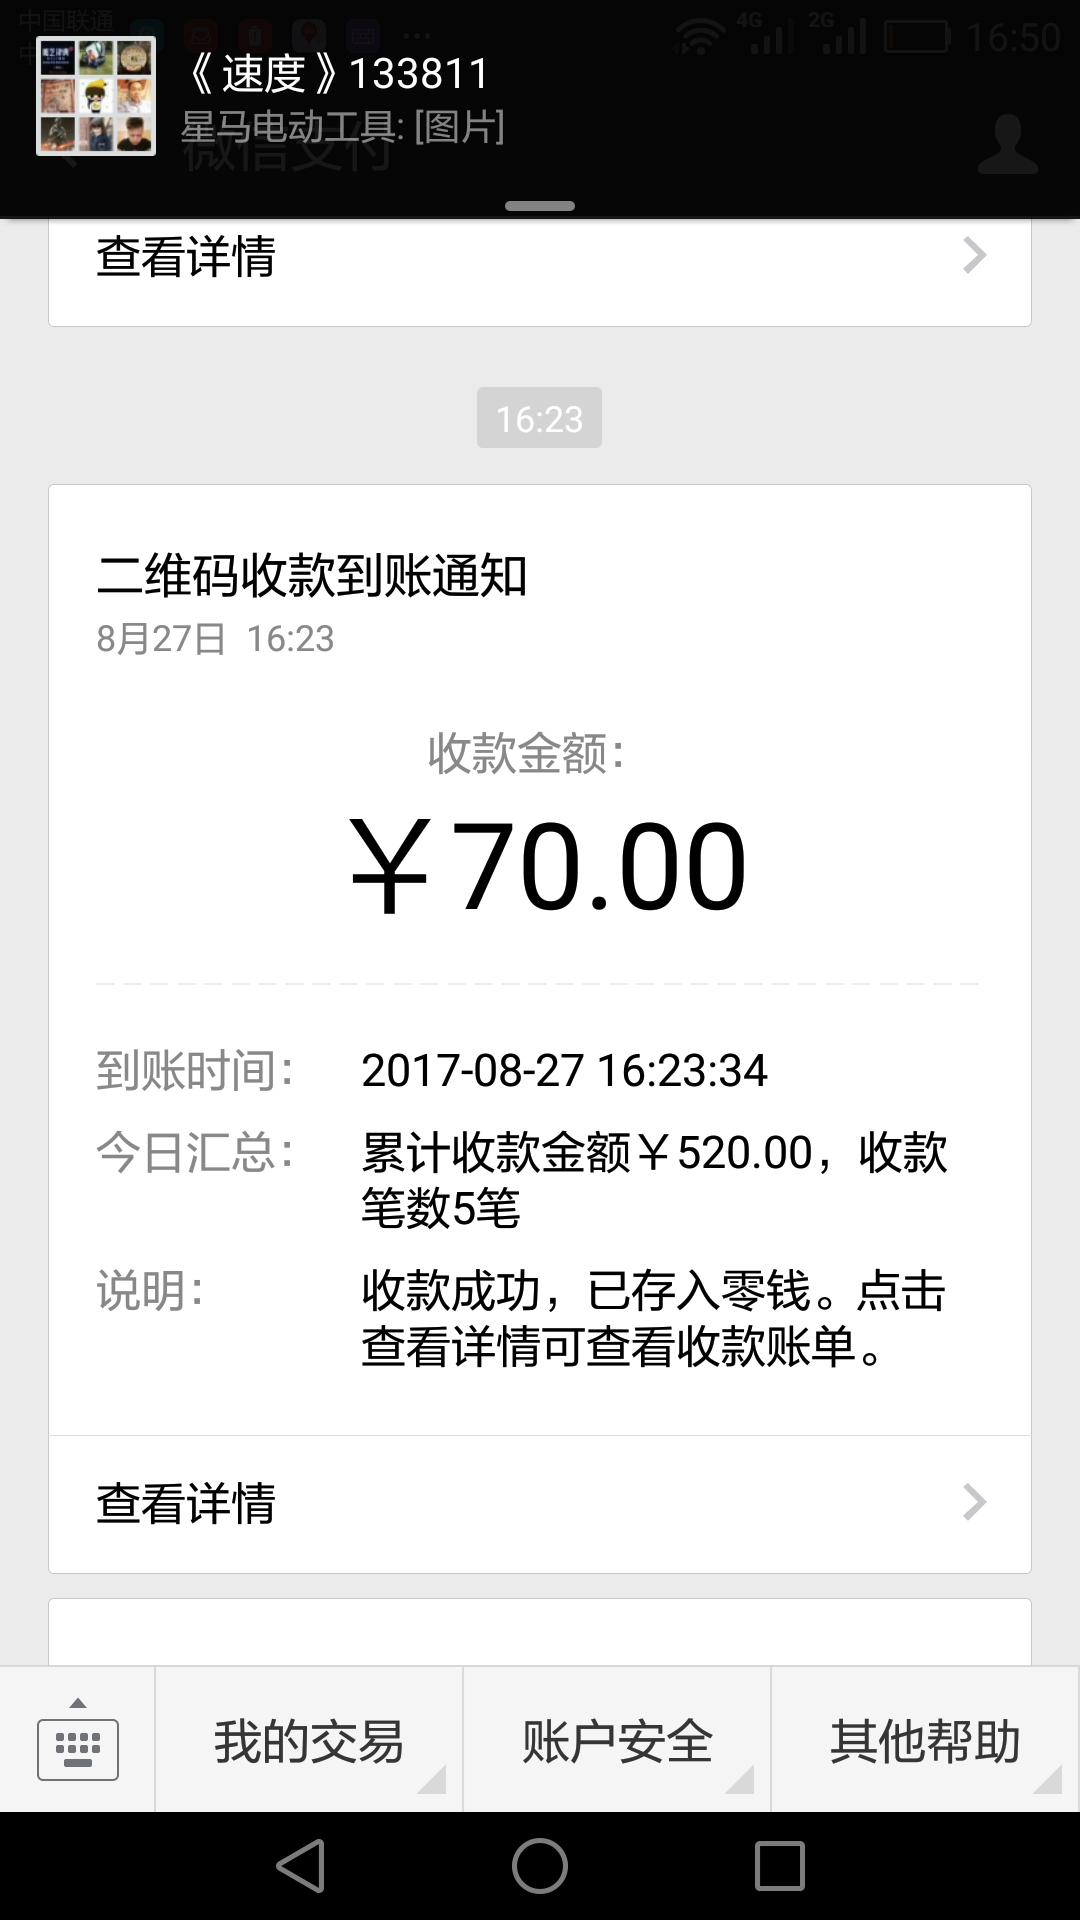 中国联通
4G
2G
16:50
《速度》133811
星马电动工具: [图片]
微信支付
查看详情
16:23
二维码收款到账通知
8月27日 16:23
收款金额：
￥70.00
到账时间： 2017-08-27 16:23:34
今日汇总： 累计收款金额￥520.00，收款
笔数5笔
说明： 收款成功，已存入零钱。点击
查看详情可查看收款账单。
查看详情
我的交易
账户安全
其他帮助